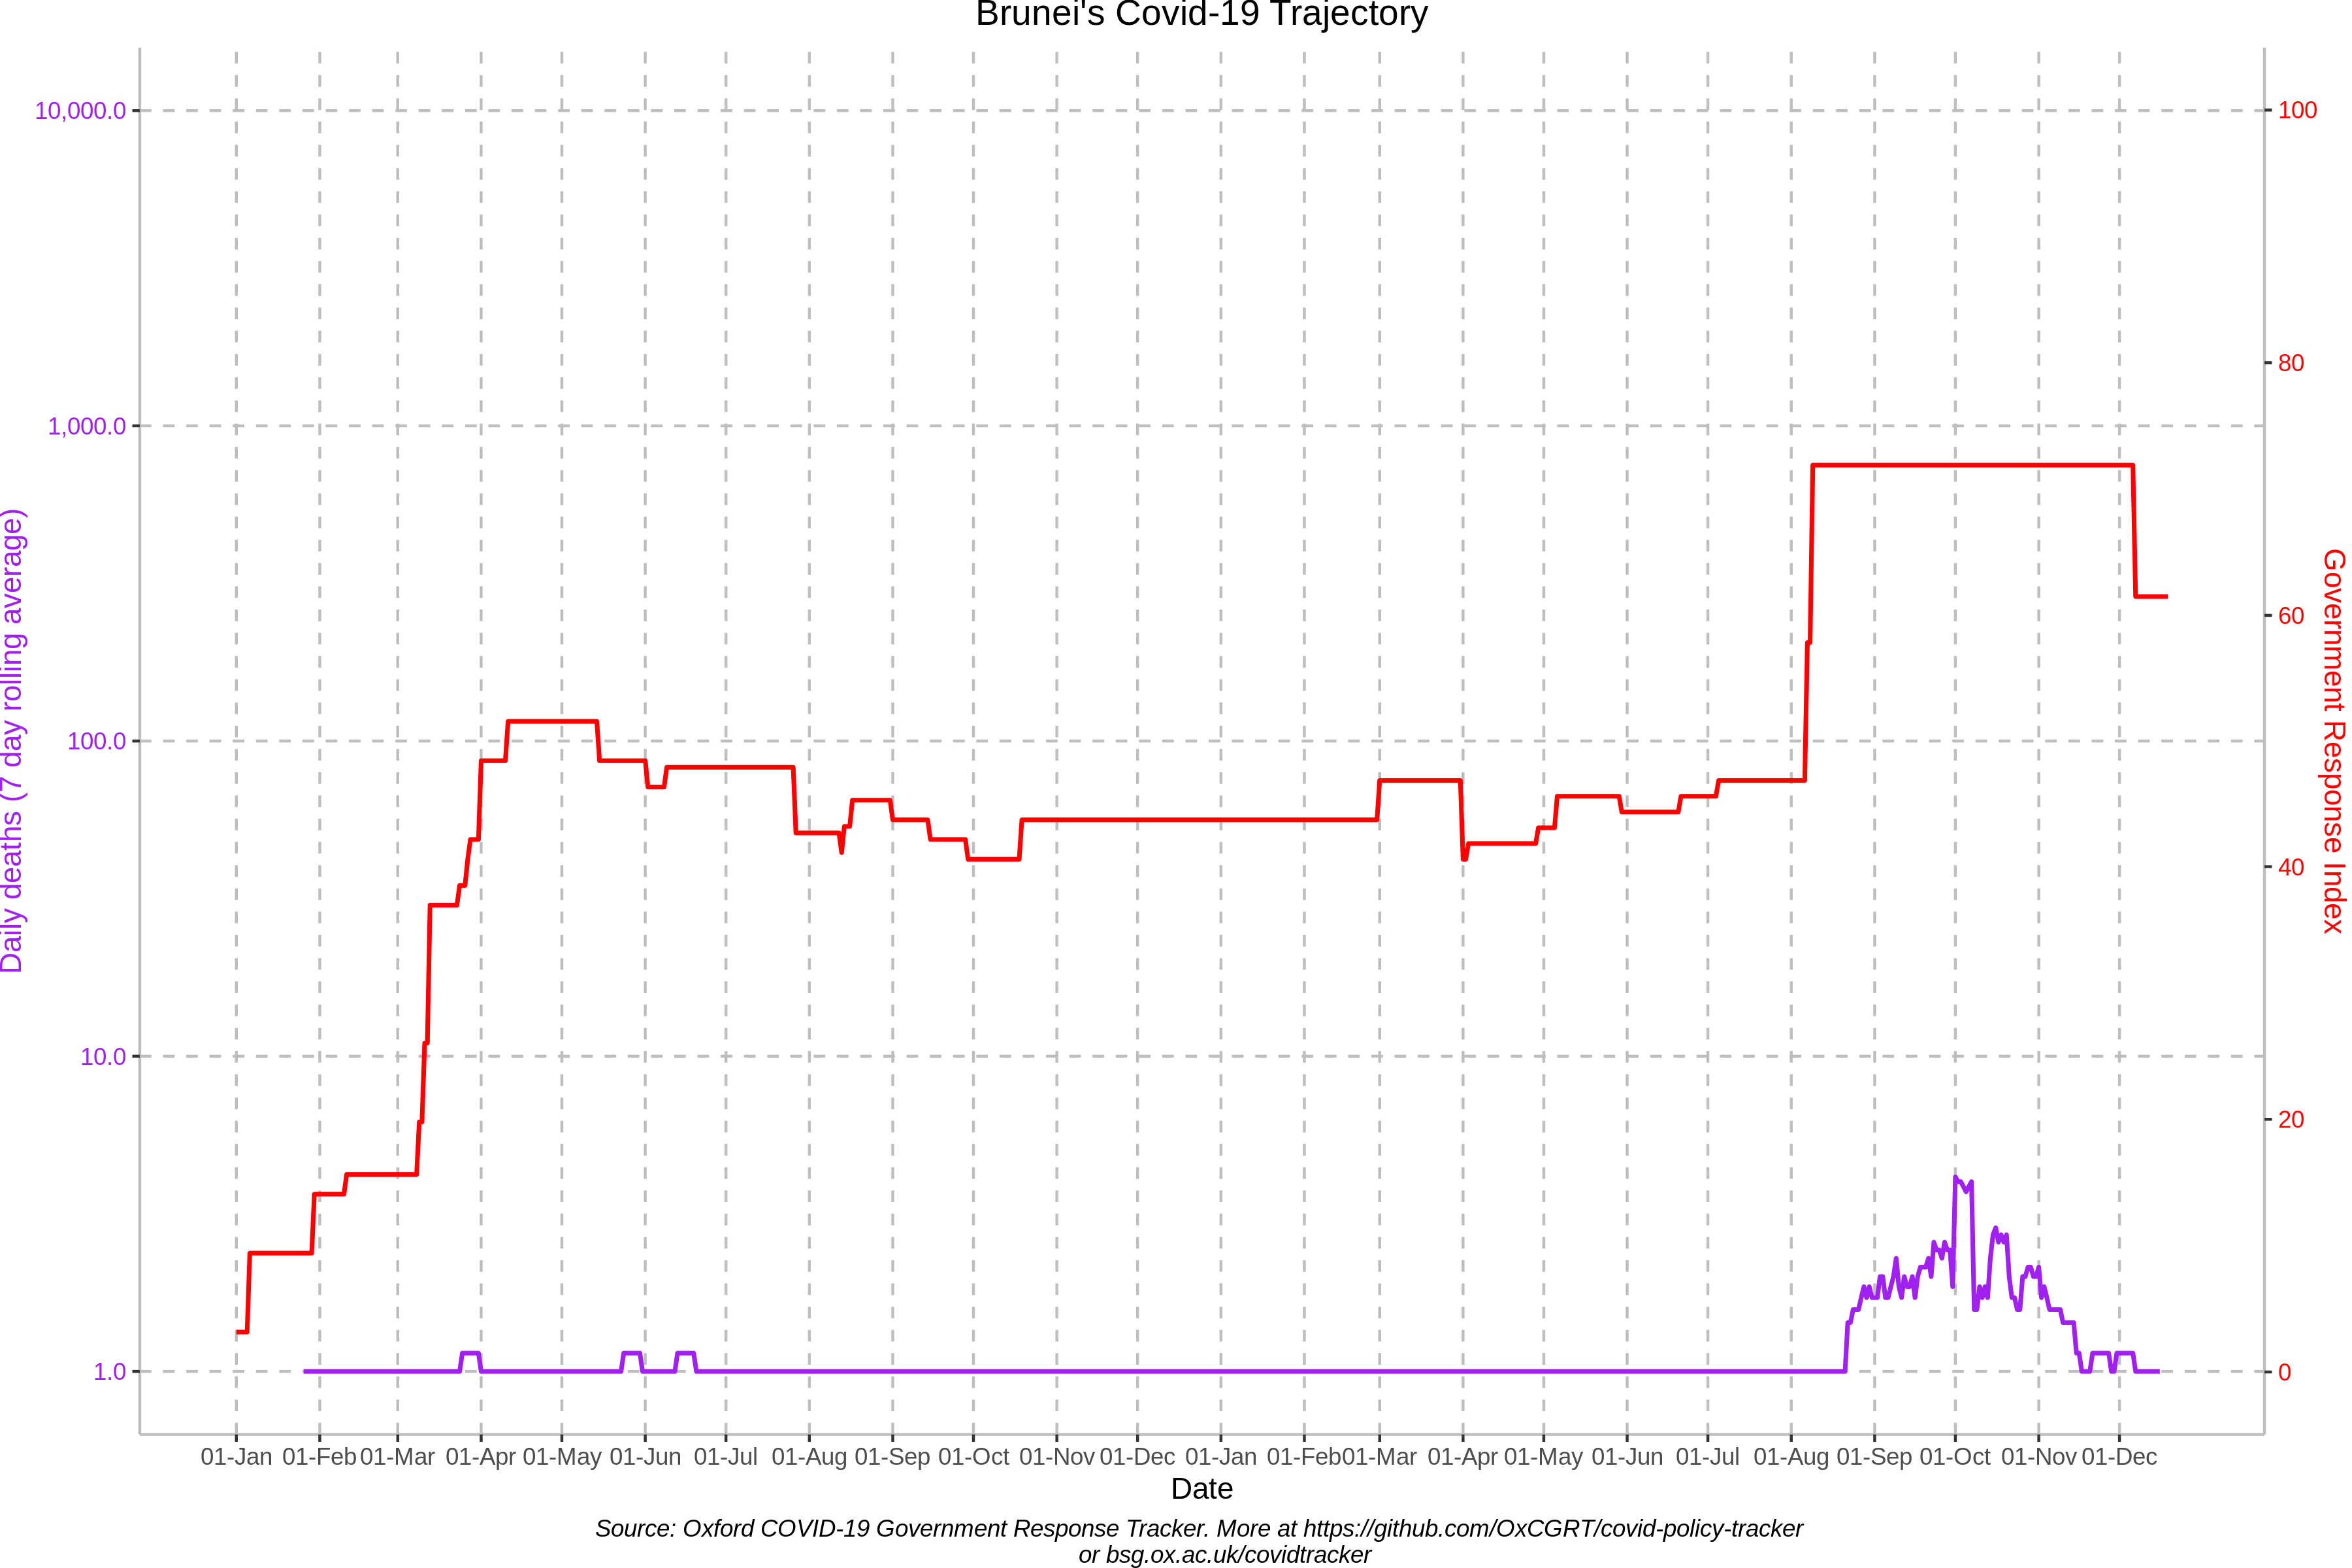 Brunei's Covid-19 Trajectory
10,000.0
1,000.0
100.0
10.0
1.0
Daily deaths (7 day rolling average)
100
80
60
40
20
0
Government Response Index
01-Jan 01-Feb 01-Mar 01-Apr 01-May 01-Jun 01-Jul 01-Aug 01-Sep 01-Oct 01-Nov 01-Dec 01-Jan 01-Feb 01-Mar 01-Apr 01-May 01-Jun 01-Jul 01-Aug 01-Sep 01-Oct 01-Nov 01-Dec
Date
Source: Oxford COVID-19 Government Response Tracker. More at https://github.com/OxCGRT/covid-policy-tracker
or bsg.ox.ac.uk/covidtracker